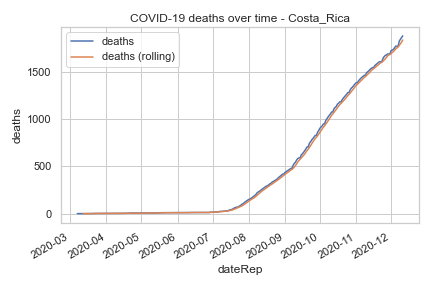 COVID-19 deaths over time - Costa_Rica
deaths
deaths (rolling)
deaths
1500
1000
500
0
2020-03
2020-04
2020-05
2020-06
2020-07
2020-08
2020-09
2020-10
2020-11
2020-12
dateRep